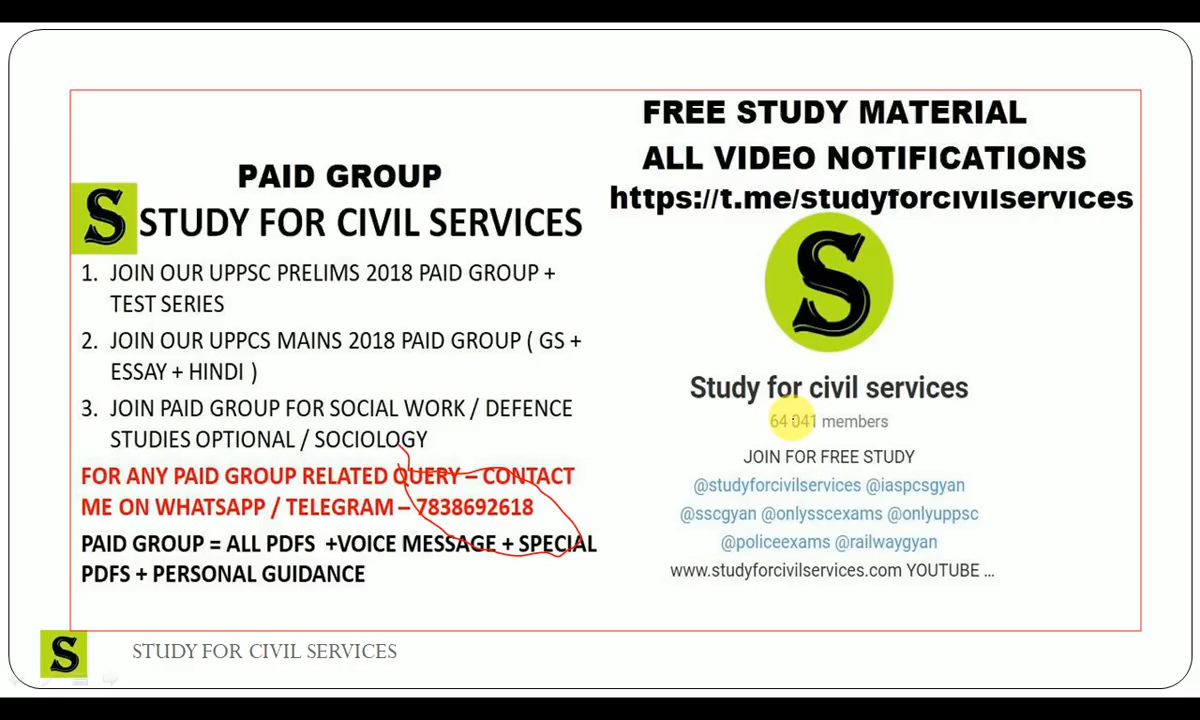 PAID GROUP
S STUDY FOR CIVIL SERVICES
1. JOIN OUR UPPSC PRELIMS 2018 PAID GROUP +
TEST SERIES
2. JOIN OUR UPPCS MAINS 2018 PAID GROUP ( GS +
ESSAY + HINDI )
3. JOIN PAID GROUP FOR SOCIAL WORK / DEFENCE
STUDIES OPTIONAL / SOCIOLOGY
FOR ANY PAID GROUP RELATED QUERY – CONTACT
ME ON WHATSAPP / TELEGRAM – 7838692618
PAID GROUP = ALL PDFS +VOICE MESSAGE + SPECIAL
PDFS + PERSONAL GUIDANCE
FREE STUDY MATERIAL
ALL VIDEO NOTIFICATIONS
https://t.me/studyforcivilservices
S
Study for civil services
64 041 members
JOIN FOR FREE STUDY
@studyforcivilservices @iaspcsgyan
@sscgyan @onlysscexams @onlyuppsc
@policeexams @railwaygyan
www.studyforcivilservices.com YOUTUBE ...
S STUDY FOR CIVIL SERVICES